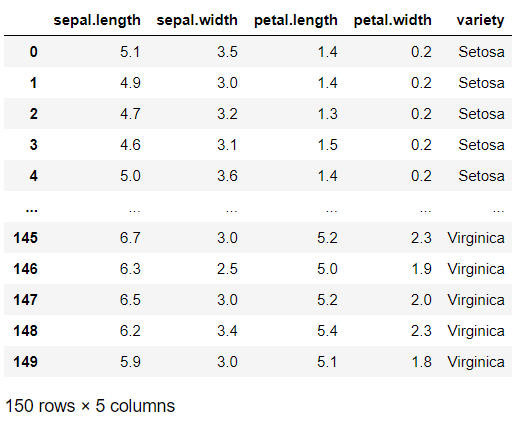 sepal.length sepal.width petal.length petal.width variety
0 5.1 3.5 1.4 0.2 Setosa
1 4.9 3.0 1.4 0.2 Setosa
2 4.7 3.2 1.3 0.2 Setosa
3 4.6 3.1 1.5 0.2 Setosa
4 5.0 3.6 1.4 0.2 Setosa
... ... ... ... ... ...
145 6.7 3.0 5.2 2.3 Virginica
146 6.3 2.5 5.0 1.9 Virginica
147 6.5 3.0 5.2 2.0 Virginica
148 6.2 3.4 5.4 2.3 Virginica
149 5.9 3.0 5.1 1.8 Virginica
150 rows × 5 columns